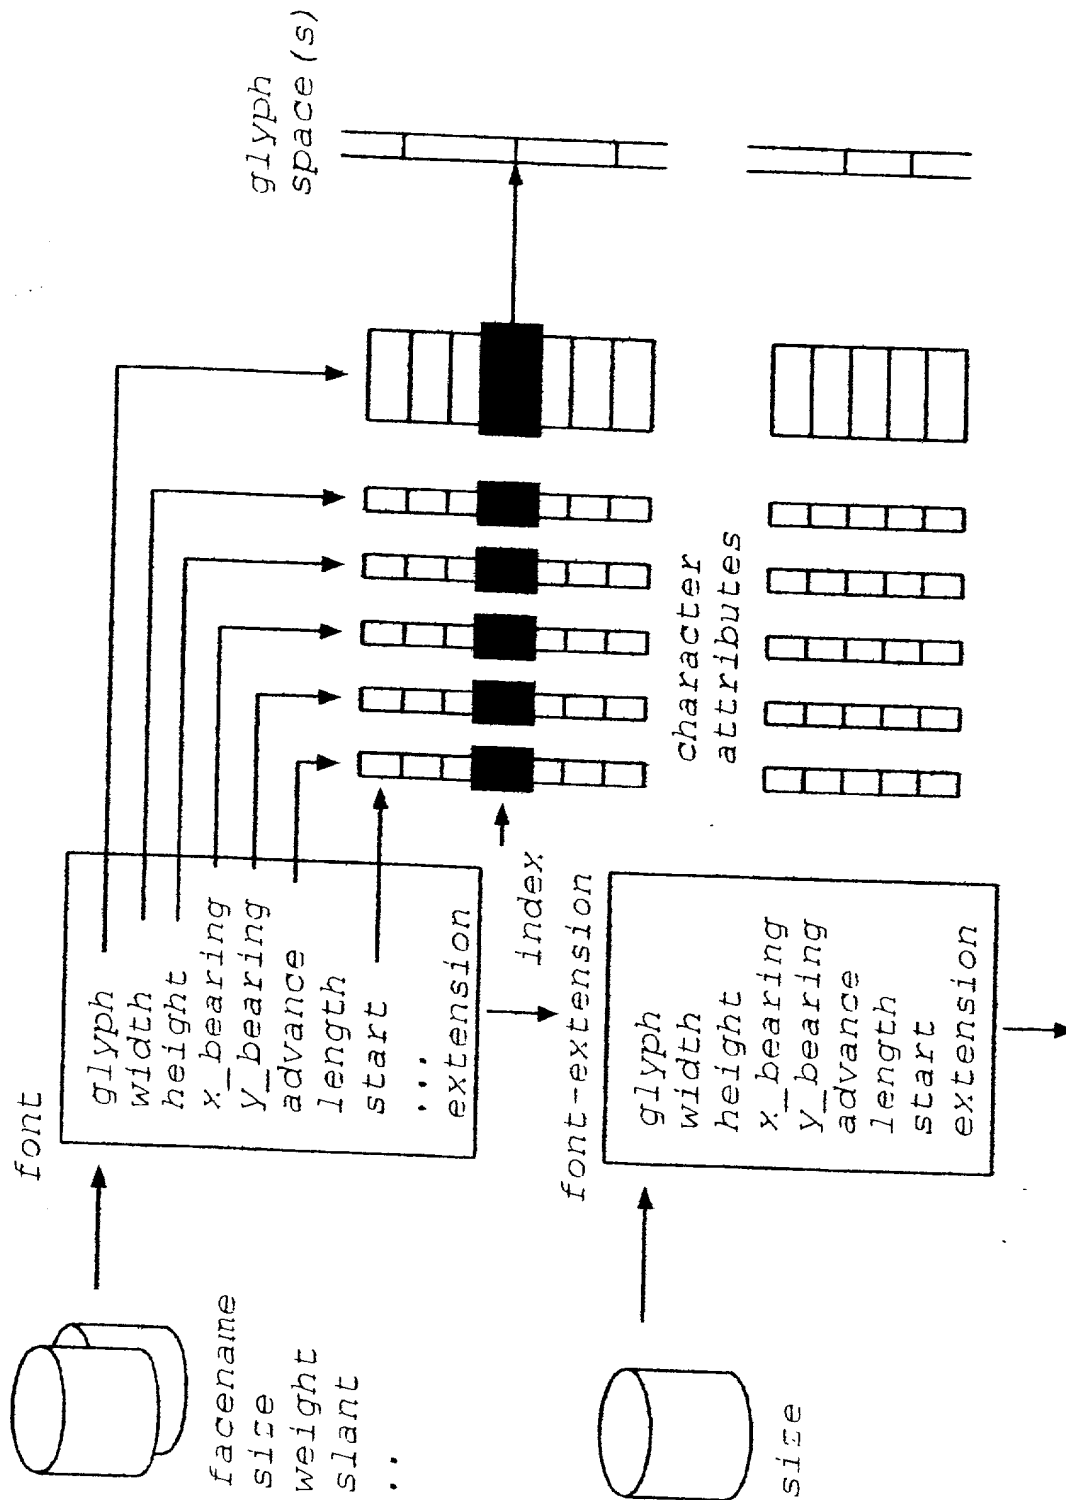 font
glyph
width
height
x_bearing
y_bearing
advance
length
start
...
extension
facename
size
weight
slant
..
index
glyph
space(s)
character
attributes
font-extension
glyph
width
height
x_bearing
y_bearing
advance
length
start
extension
size